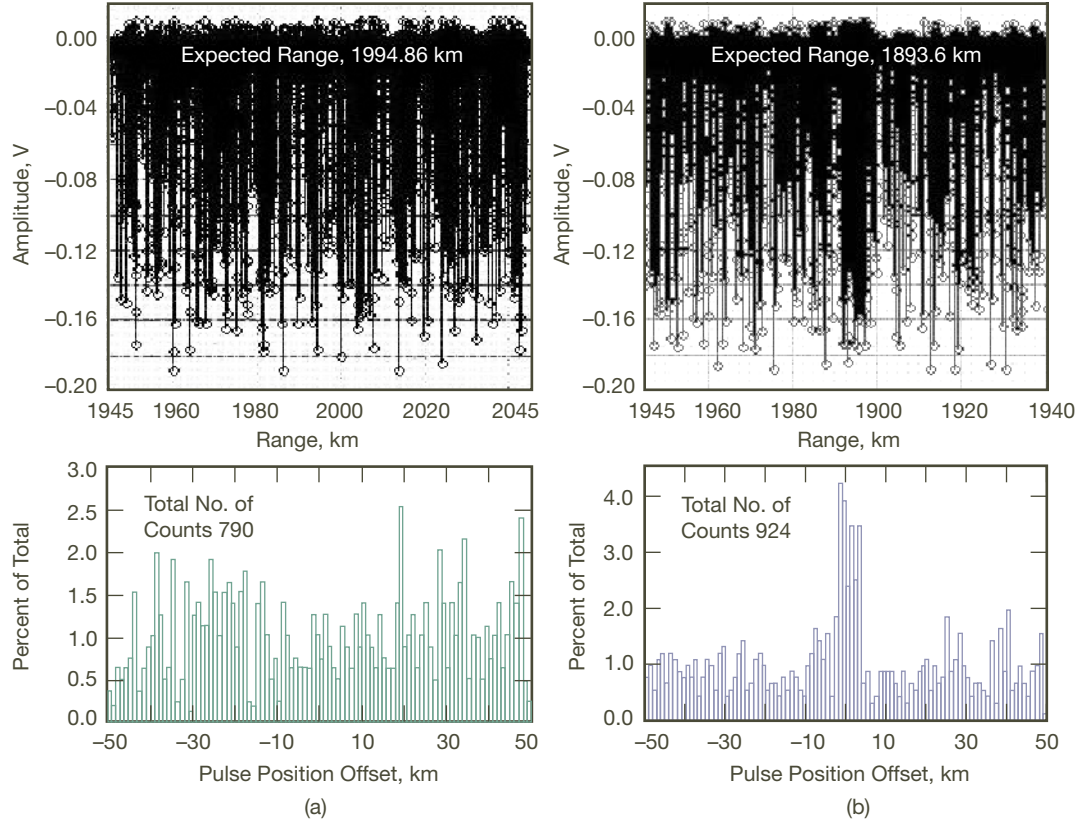 0.00
–0.04
–0.08
–0.12
–0.16
–0.20
Amplitude, V
Expected Range, 1994.86 km
1945 1960 1980 2000 2020 2045
Range, km
0.00
–0.04
–0.08
–0.12
–0.16
–0.20
Amplitude, V
Expected Range, 1893.6 km
1945 1960 1980 1900 1920 1940
Range, km
3.0
2.5
2.0
1.5
1.0
0.5
0.0
Percent of Total
Total No. of
Counts 790
–50 –30 –10 10 30 50
Pulse Position Offset, km
(a)
4.0
3.0
2.0
1.0
0.0
Percent of Total
Total No. of
Counts 924
–50 –30 –10 10 30 50
Pulse Position Offset, km
(b)